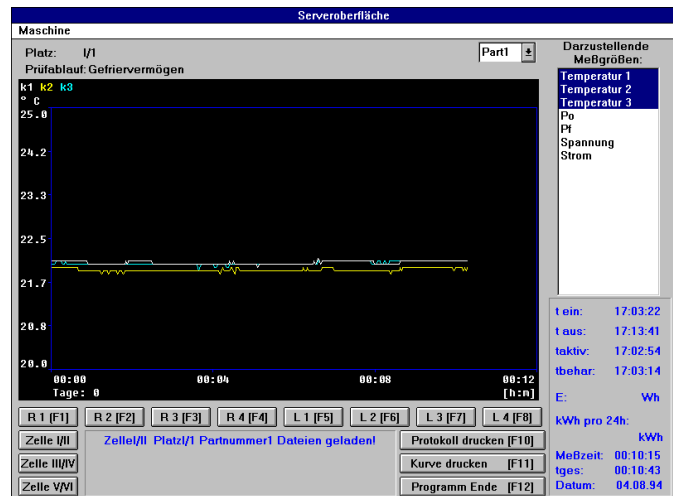 Serveroberfläche
Maschine
Platz: I/1
Part1
Prüfablauf: Gefriervermögen
Darzustellende
Meßgrößen:
Temperatur 1
Temperatur 2
Temperatur 3
Po
Pf
Spannung
Strom
k1 k2 k3
° C
25.0
24.2
23.3
22.5
21.7
20.8
20.0
00:00 00:04 00:08 00:12
Tage: 0 [h:m]
t ein: 17:03:22
t aus: 17:13:41
taktiv: 17:02:54
tbehar: 17:03:14
E: Wh
kWh pro 24h:
kWh
Meßzeit: 00:10:15
tges: 00:10:43
Datum: 04.08.94
R 1 [F1] R 2 [F2] R 3 [F3] R 4 [F4] L 1 [F5] L 2 [F6] L 3 [F7] L 4 [F8]
Zelle I/II
ZelleI/II PlatzI/1 Partnummer1 Dateien geladen!
Protokoll drucken [F10]
Zelle III/IV
Kurve drucken [F11]
Zelle V/VI
Programm Ende [F12]